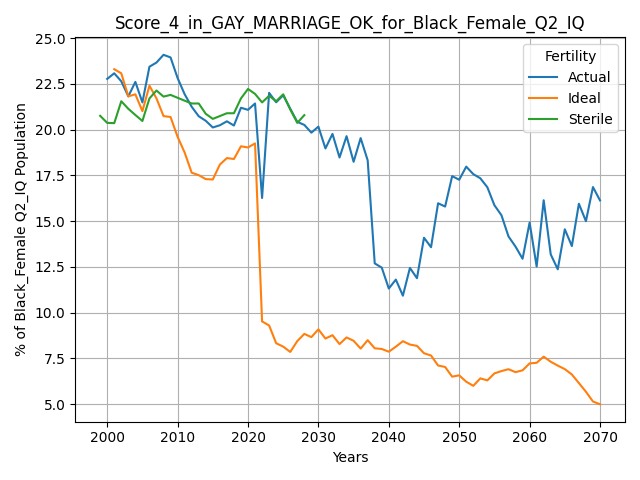 Score_4_in_GAY_MARRIAGE_OK_for_Black_Female_Q2_IQ
% of Black_Female Q2_IQ Population
25.0
22.5
20.0
17.5
15.0
12.5
10.0
7.5
5.0
Fertility
Actual
Ideal
Sterile
2000 2010 2020 2030 2040 2050 2060 2070
Years